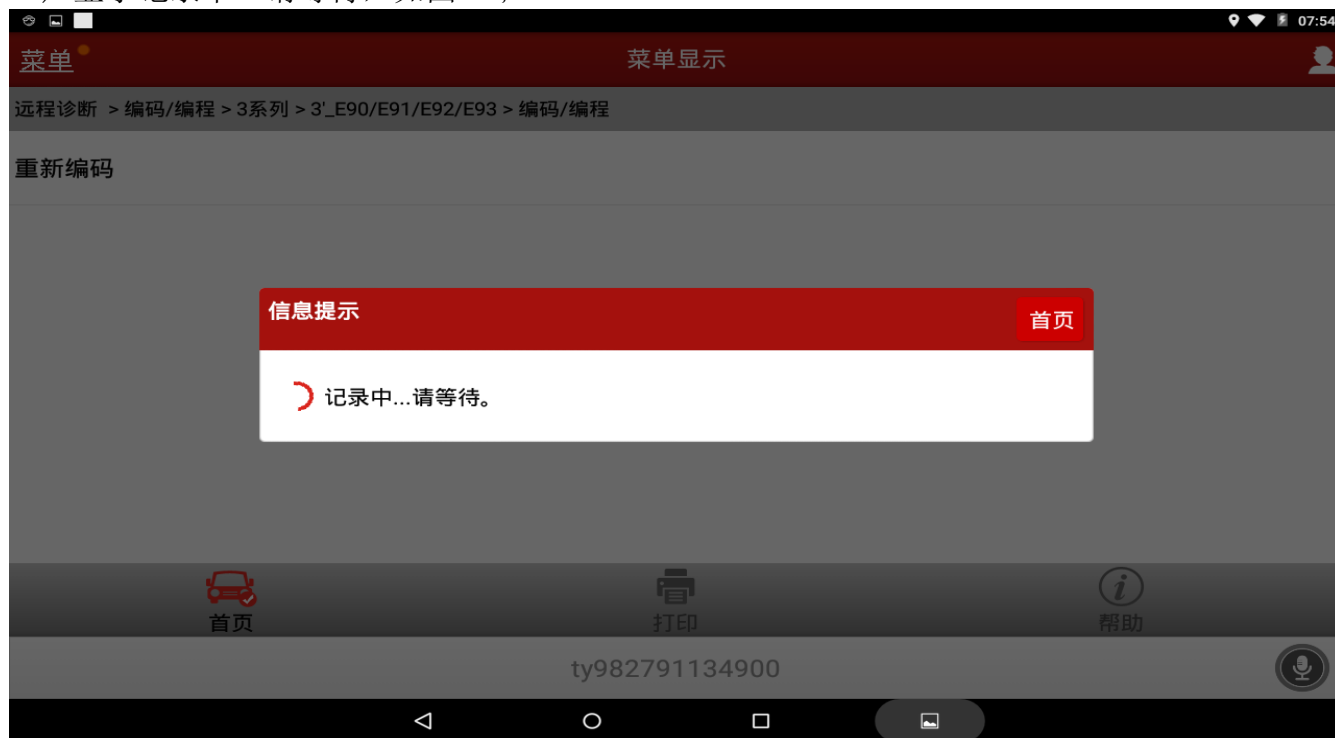 07:54
菜单
菜单显示
远程诊断 > 编码/编程 > 3系列 > 3'_E90/E91/E92/E93 > 编码/编程
重新编码
信息提示
首页
记录中...请等待。
首页
打印
帮助
ty982791134900